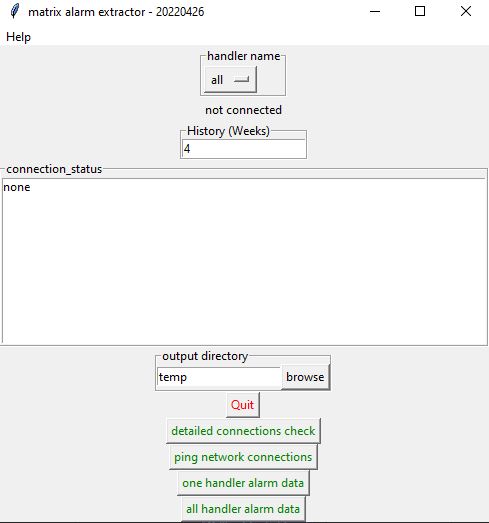 matrix alarm extractor - 20220426
Help
handler name
all
not connected
History (Weeks)
4
connection_status
none
output directory
temp browse
Quit
detailed connections check
ping network connections
one handler alarm data
all handler alarm data